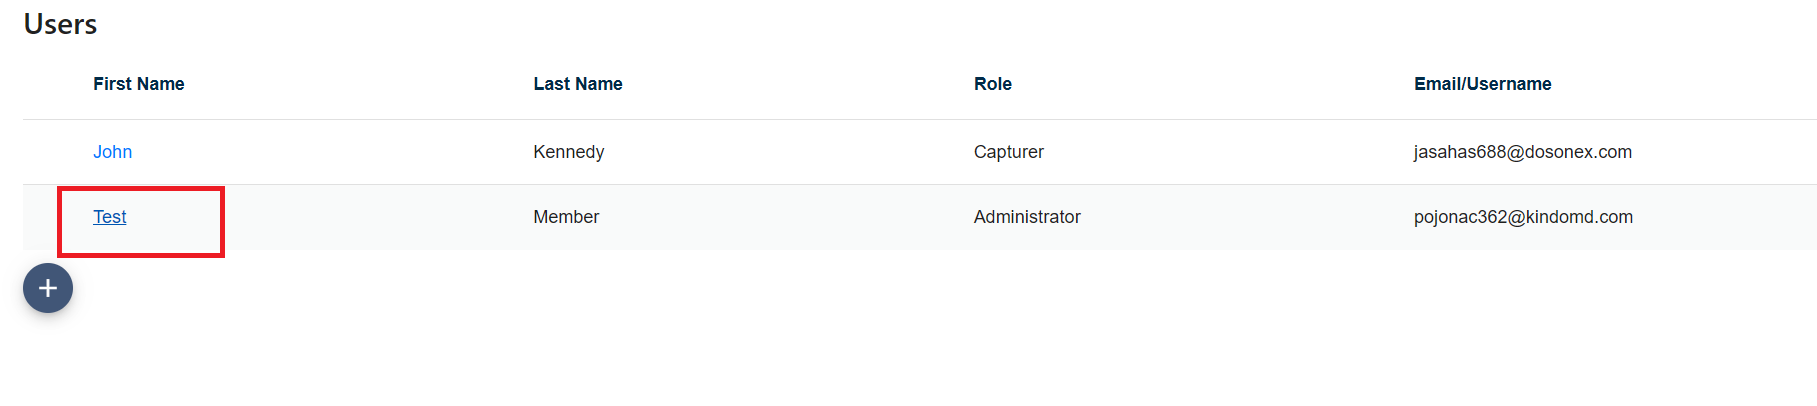 Users
First Name Last Name Role Email/Username
John Kennedy Capturer jasahas688@dosonex.com
Test Member Administrator pojonac362@kindomd.com
+